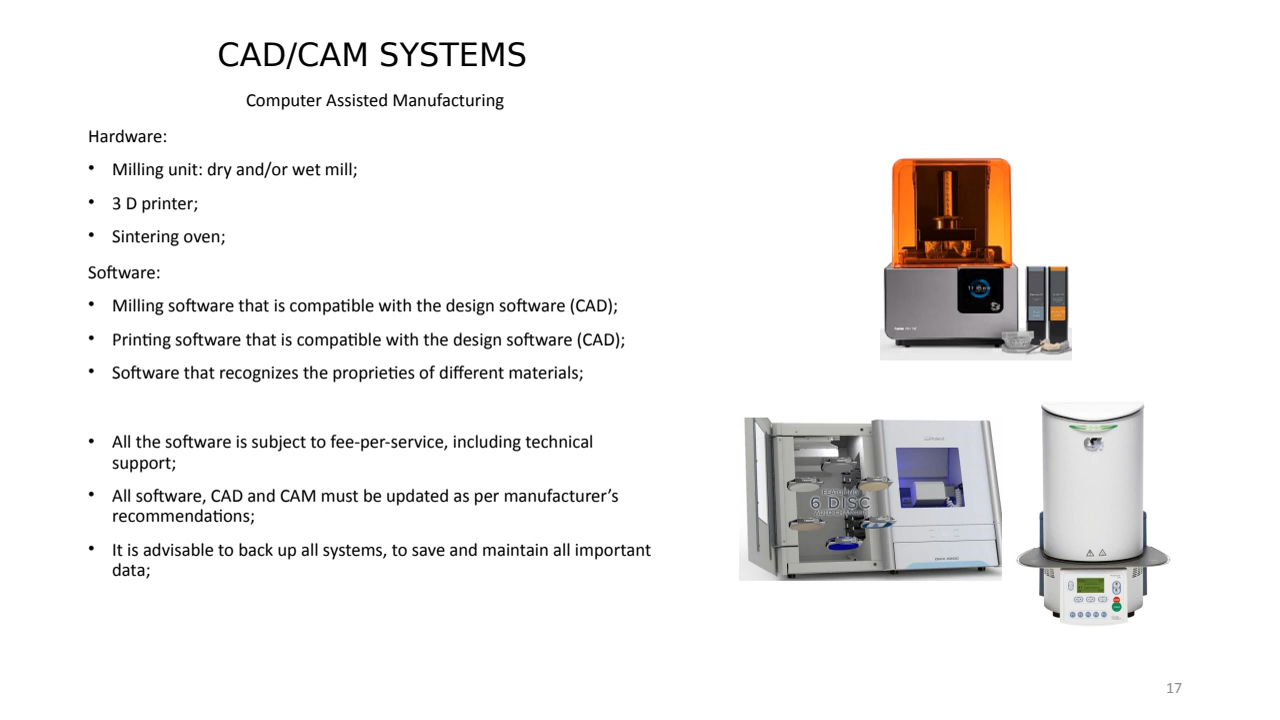 CAD/CAM SYSTEMS
Computer Assisted Manufacturing
Hardware:
• Milling unit: dry and/or wet mill;
• 3 D printer;
• Sintering oven;
Software:
• Milling software that is compatible with the design software (CAD);
• Printing software that is compatible with the design software (CAD);
• Software that recognizes the proprieties of different materials;
• All the software is subject to fee-per-service, including technical
support;
• All software, CAD and CAM must be updated as per manufacturer’s
recommendations;
• It is advisable to back up all systems, to save and maintain all important
data;
FEATURING
6 DISC
17